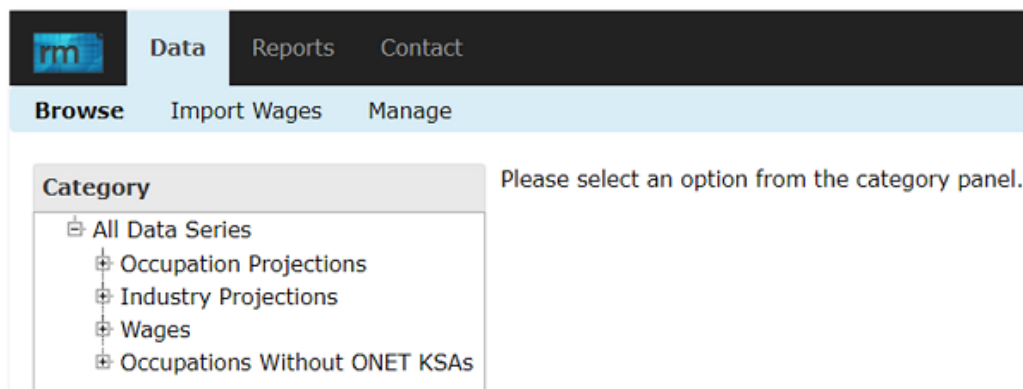 rm Data Reports Contact
Browse Import Wages Manage
Category
Please select an option from the category panel.
All Data Series
Occupation Projections
Industry Projections
Wages
Occupations Without ONET KSAs